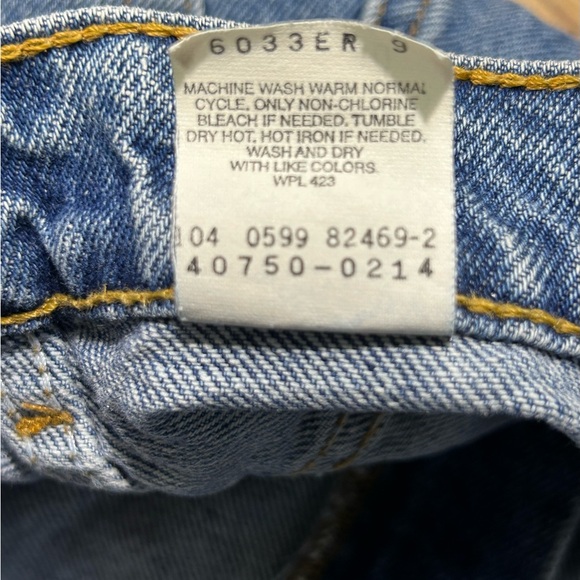 6033ER 9
MACHINE WASH WARM NORMAL
CYCLE, ONLY NON-CHLORINE
BLEACH IF NEEDED. TUMBLE
DRY HOT, HOT IRON IF NEEDED.
WASH AND DRY
WITH LIKE COLORS.
WPL 423
104 0599 82469-2
40750-0214